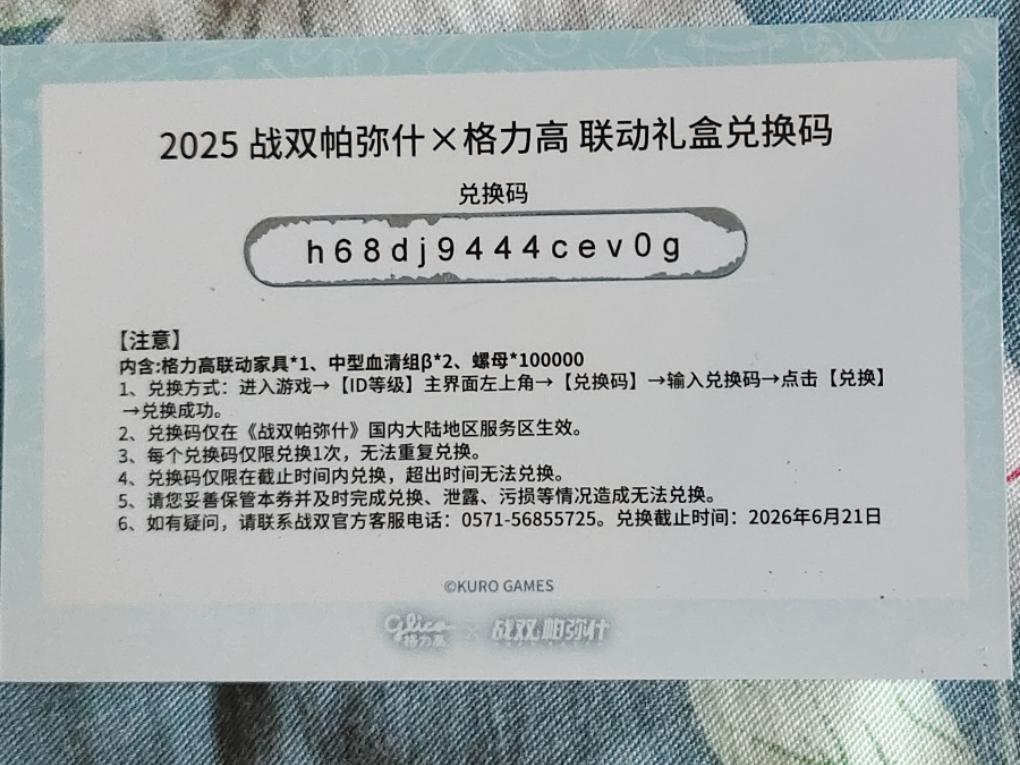 2025 战双帕弥什×格力高 联动礼盒兑换码
兑换码
h68dj9444cev0g
【注意】
内含:格力高联动家具*1、中型血清组β*2、螺母*100000
1、兑换方式：进入游戏→【ID等级】主界面左上角→【兑换码】→输入兑换码→点击【兑换】
→兑换成功。
2、兑换码仅在《战双帕弥什》国内大陆地区服务区生效。
3、每个兑换码仅限兑换1次，无法重复兑换。
4、兑换码仅限在截止时间内兑换，超出时间无法兑换。
5、请您妥善保管本券并及时完成兑换、泄露、污损等情况造成无法兑换。
6、如有疑问，请联系战双官方客服电话：0571-56855725。兑换截止时间：2026年6月21日
©KURO GAMES
Glico 格力高 × 战双帕弥什